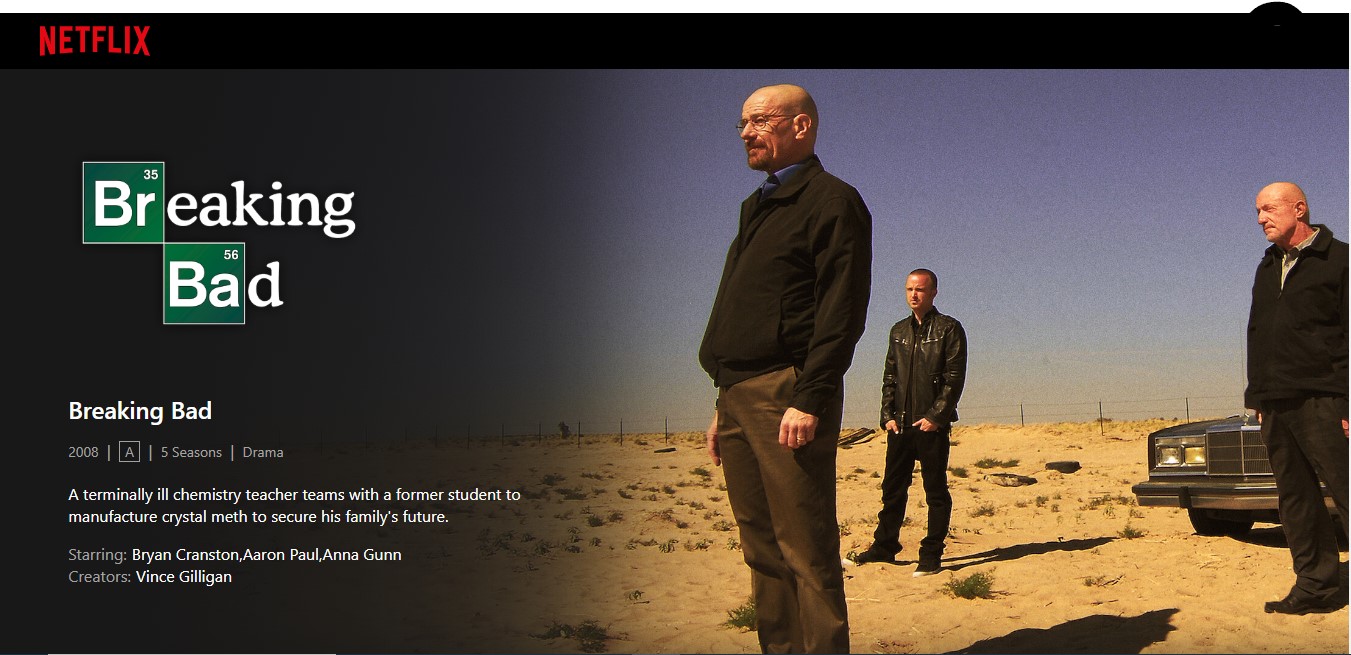 NETFLIX
35
Breaking
56
Bad
Breaking Bad
2008 | A | 5 Seasons | Drama
A terminally ill chemistry teacher teams with a former student to
manufacture crystal meth to secure his family's future.
Starring: Bryan Cranston,Aaron Paul,Anna Gunn
Creators: Vince Gilligan